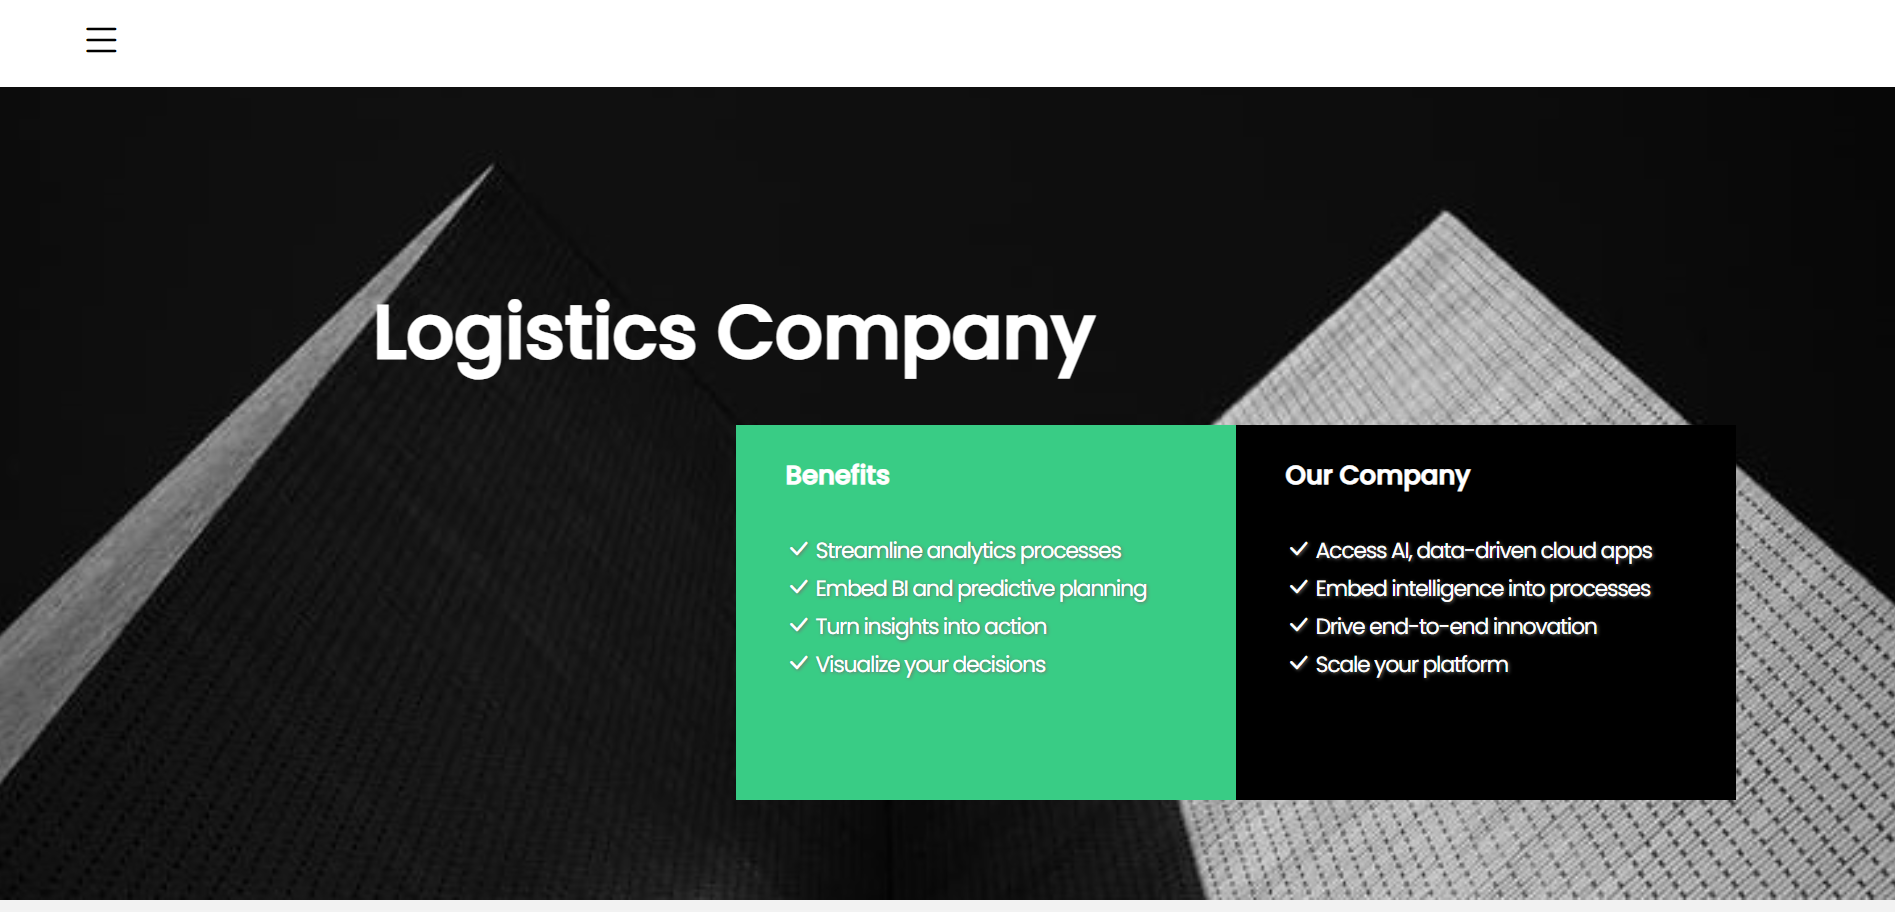 Logistics Company
Benefits
Streamline analytics processes
Embed BI and predictive planning
Turn insights into action
Visualize your decisions
Our Company
Access AI, data-driven cloud apps
Embed intelligence into processes
Drive end-to-end innovation
Scale your platform